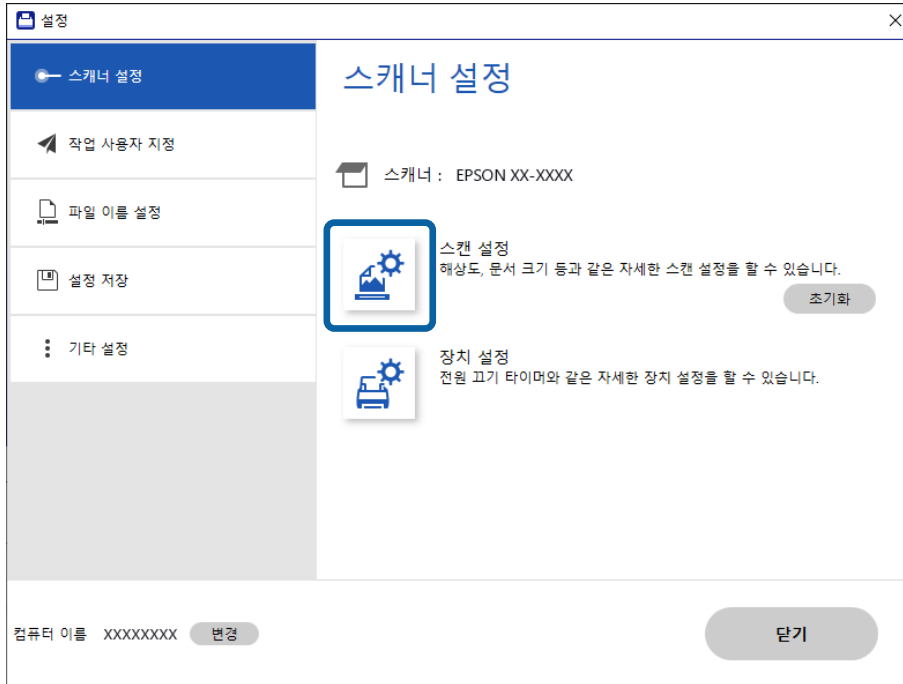 설정
스캐너 설정
작업 사용자 지정
파일 이름 설정
설정 저장
기타 설정
스캐너 설정
스캐너 : EPSON XX-XXXX
스캔 설정
해상도, 문서 크기 등과 같은 자세한 스캔 설정을 할 수 있습니다.
초기화
장치 설정
전원 끄기 타이머와 같은 자세한 장치 설정을 할 수 있습니다.
컴퓨터 이름 XXXXXXXX 변경
닫기